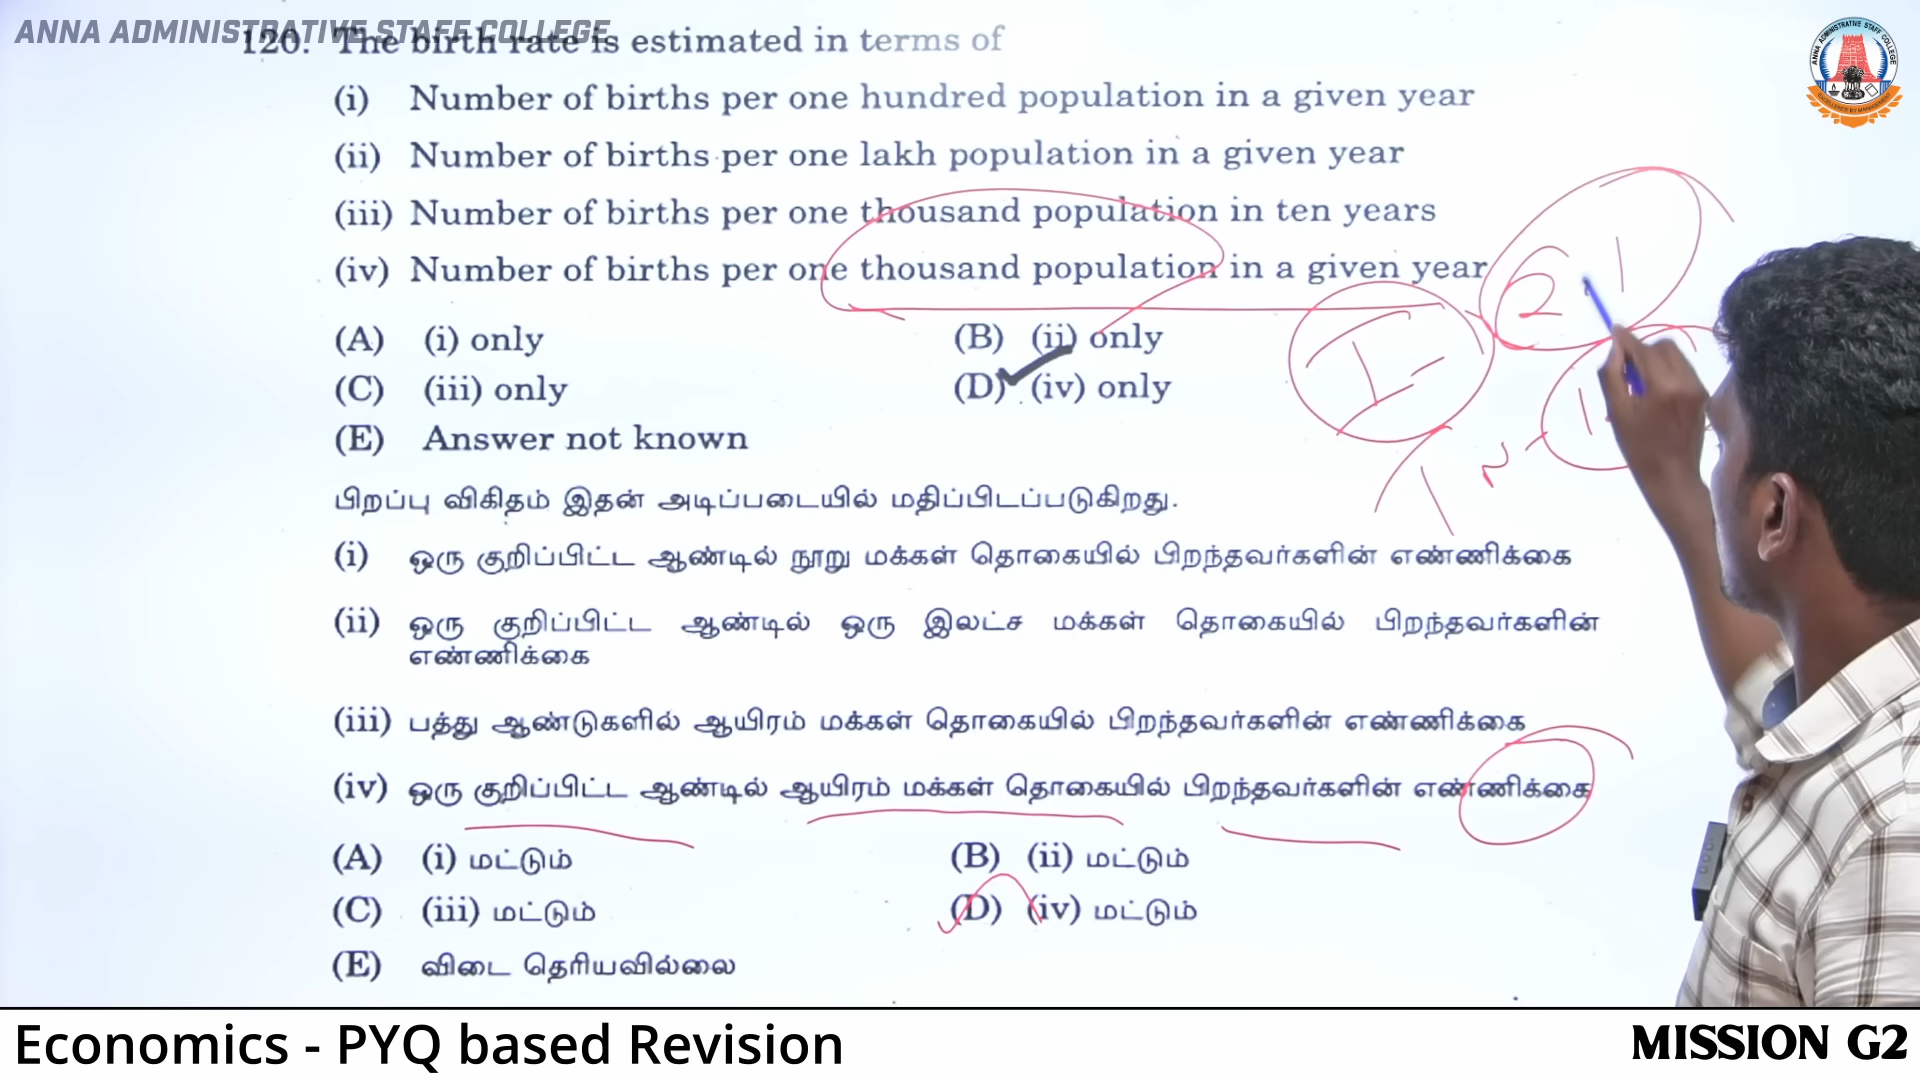 ANNA ADMINISTRATIVE STAFF COLLEGE
120. The birth rate is estimated in terms of
(i) Number of births per one hundred population in a given year
(ii) Number of births per one lakh population in a given year
(iii) Number of births per one thousand population in ten years
(iv) Number of births per one thousand population in a given year
(A) (i) only (B) (ii) only
(C) (iii) only (D) (iv) only
(E) Answer not known
பிறப்பு விகிதம் இதன் அடிப்படையில் மதிப்பிடப்படுகிறது.
(i) ஒரு குறிப்பிட்ட ஆண்டில் நூறு மக்கள் தொகையில் பிறந்தவர்களின் எண்ணிக்கை
(ii) ஒரு குறிப்பிட்ட ஆண்டில் ஒரு இலட்ச மக்கள் தொகையில் பிறந்தவர்களின்
எண்ணிக்கை
(iii) பத்து ஆண்டுகளில் ஆயிரம் மக்கள் தொகையில் பிறந்தவர்களின் எண்ணிக்கை
(iv) ஒரு குறிப்பிட்ட ஆண்டில் ஆயிரம் மக்கள் தொகையில் பிறந்தவர்களின் எண்ணிக்கை
(A) (i) மட்டும் (B) (ii) மட்டும்
(C) (iii) மட்டும் (D) (iv) மட்டும்
(E) விடை தெரியவில்லை
Economics - PYQ based Revision
MISSION G2